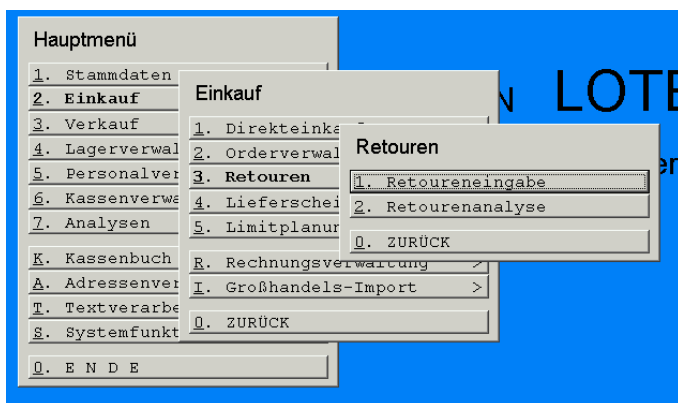 Hauptmenü
1. Stammdaten
2. Einkauf
3. Verkauf
4. Lagerverwal
5. Personalver
6. Kassenverwa
7. Analysen
K. Kassenbuch
A. Adressenver
T. Textverarbe
S. Systemfunkt
0. E N D E
Einkauf
1. Direkteinka
2. Orderverwal
3. Retouren
4. Lieferschei
5. Limitplanun
R. Rechnungsverwaltung >
I. Großhandels-Import >
0. ZURÜCK
Retouren
1. Retoureneingabe
2. Retourenanalyse
0. ZURÜCK
N LOTE
er